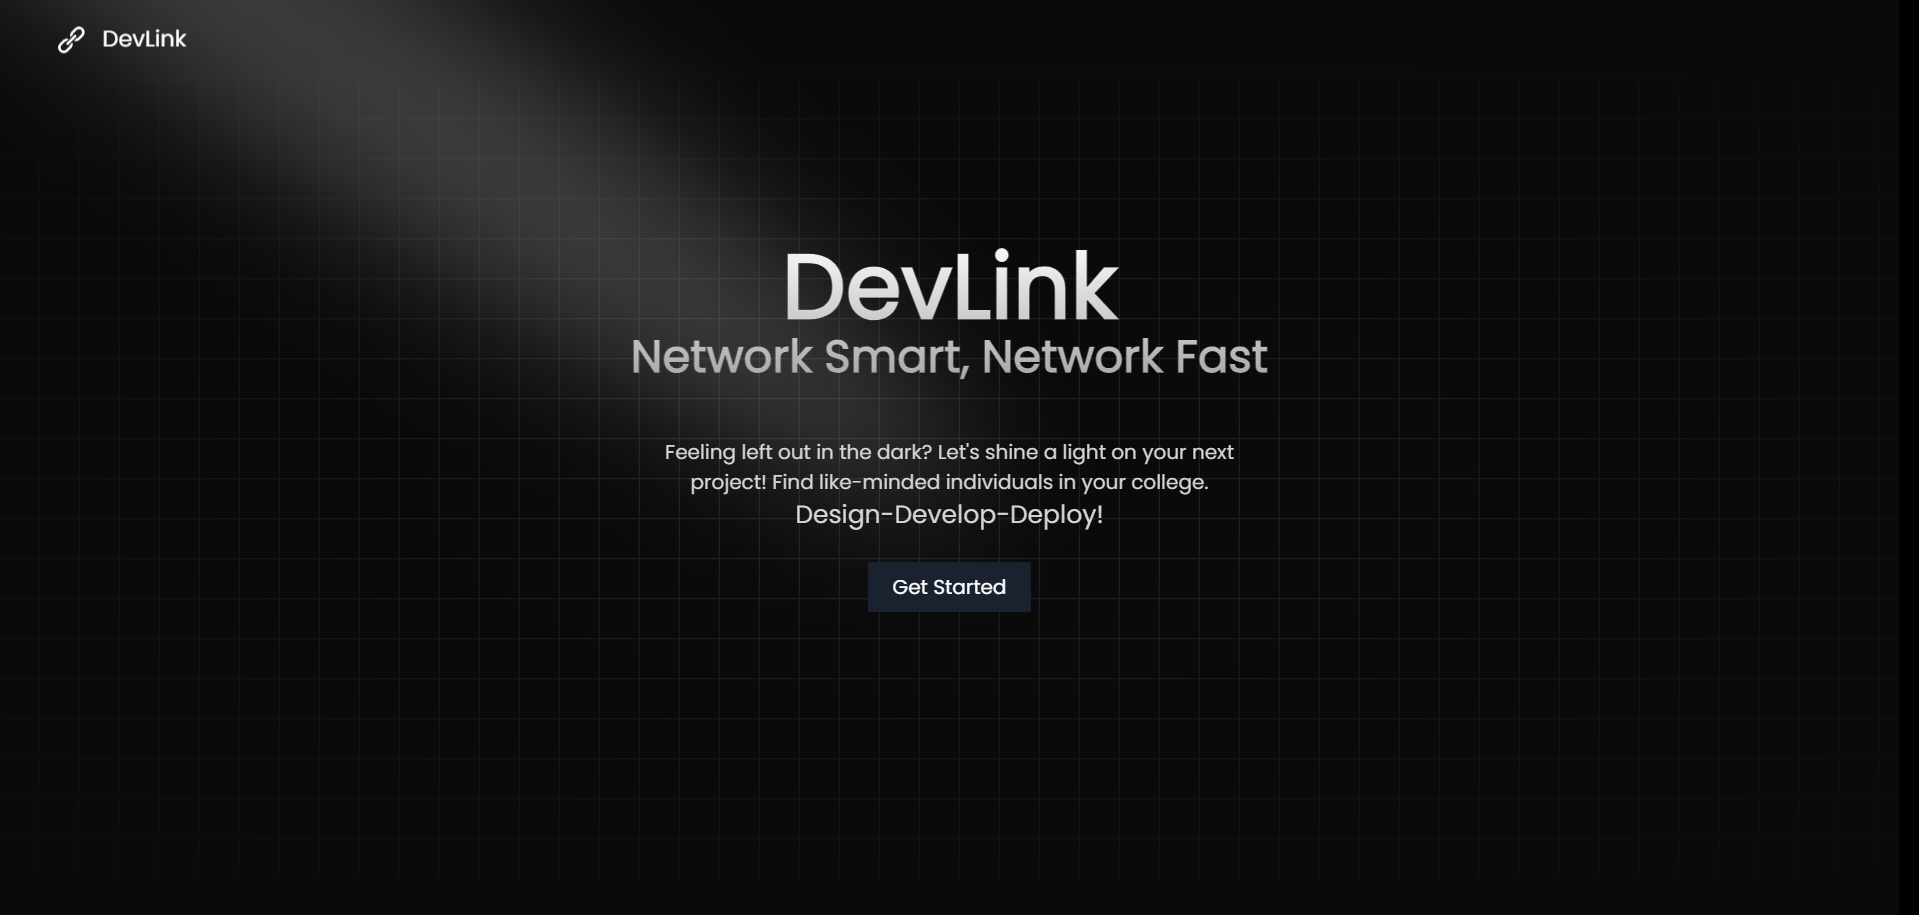 DevLink
DevLink
Network Smart, Network Fast
Feeling left out in the dark? Let's shine a light on your next
project! Find like-minded individuals in your college.
Design-Develop-Deploy!
Get Started